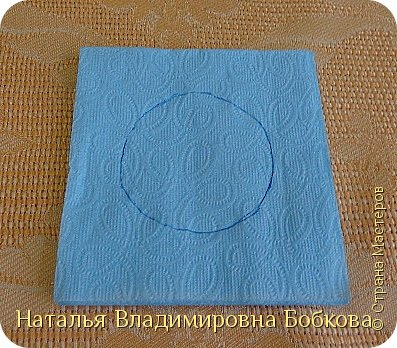 Наталья Владимировна Бобкова
© Страна Мастеров